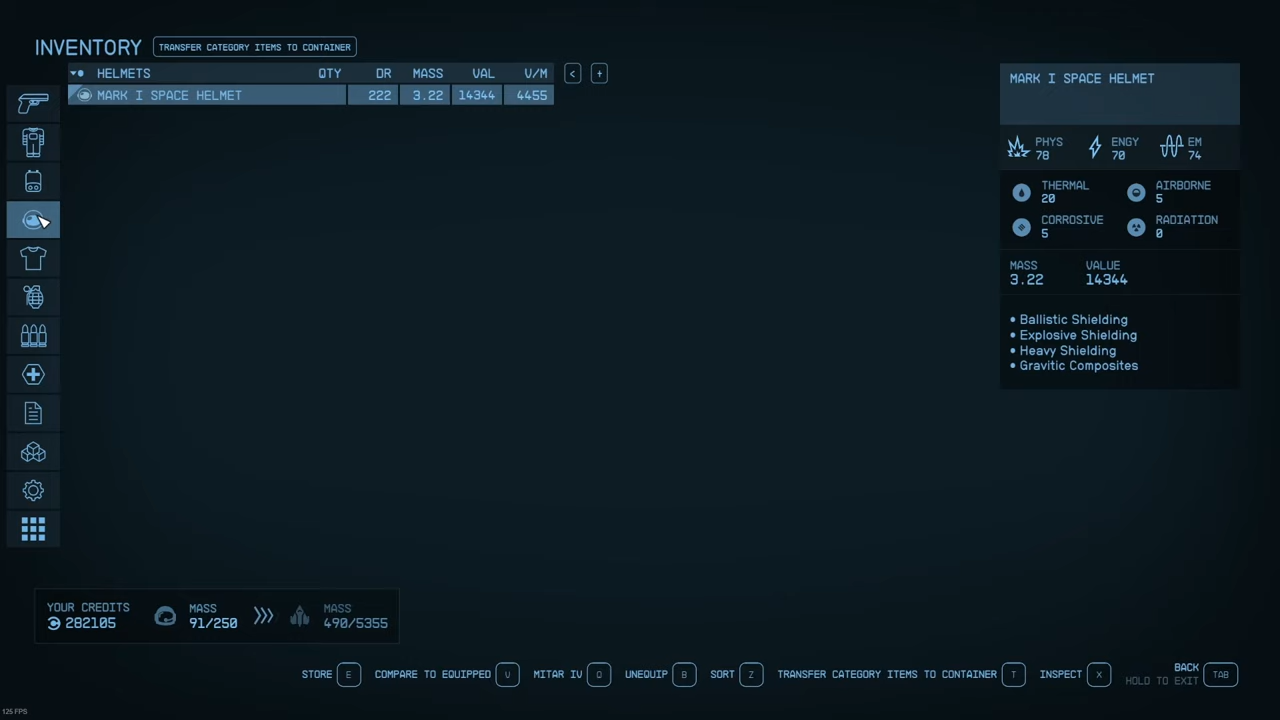 INVENTORY TRANSFER CATEGORY ITEMS TO CONTAINER
HELMETS QTY DR MASS VAL V/M < +
MARK I SPACE HELMET 222 3.22 14344 4455
MARK I SPACE HELMET
PHYS ENGY EM
78 70 74
THERMAL AIRBORNE
20 5
CORROSIVE RADIATION
5 0
MASS VALUE
3.22 14344
• Ballistic Shielding
• Explosive Shielding
• Heavy Shielding
• Gravitic Composites
YOUR CREDITS MASS MASS
282105 91/250 490/5355
STORE E COMPARE TO EQUIPPED V MITAR IV Q UNEQUIP B SORT Z TRANSFER CATEGORY ITEMS TO CONTAINER T INSPECT X BACK TAB
HOLD TO EXIT
125 FPS